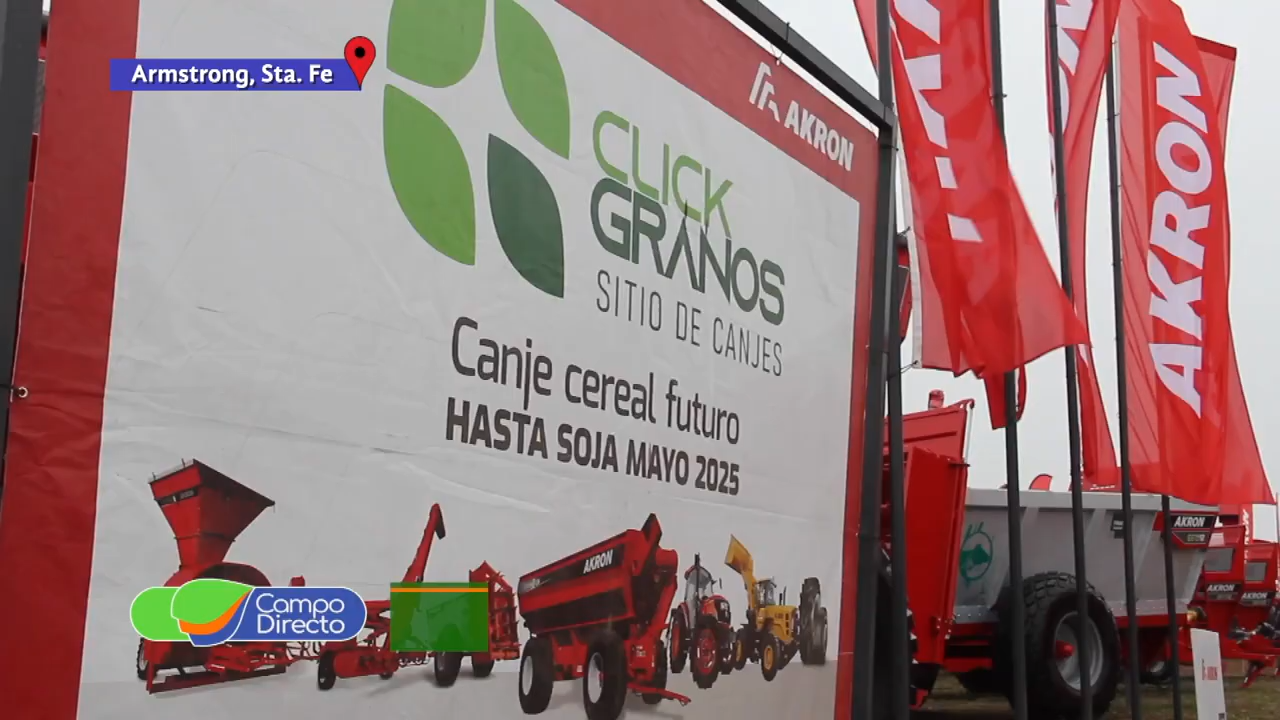 Armstrong, Sta. Fe
AKRON
CLICK
GRANOS
SITIO DE CANJES
Canje cereal futuro
HASTA SOJA MAYO 2025
AKRON
Campo
Directo
AKRON
AKRON
AKRON
AKRON